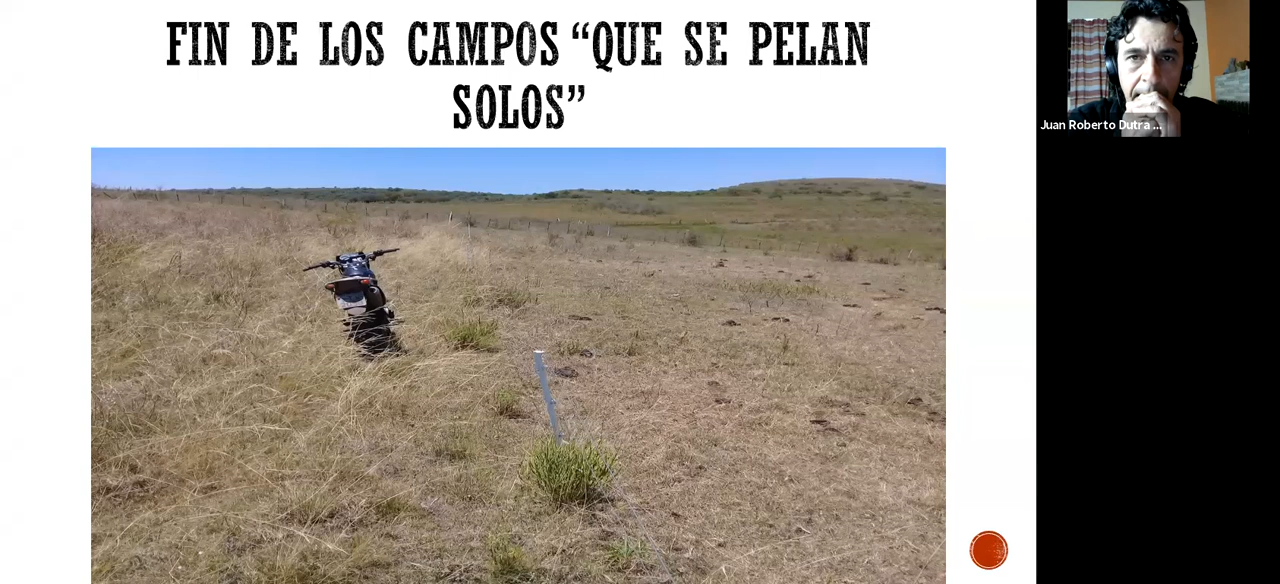 FIN DE LOS CAMPOS “QUE SE PELAN
SOLOS”
Juan Roberto Dutra ...